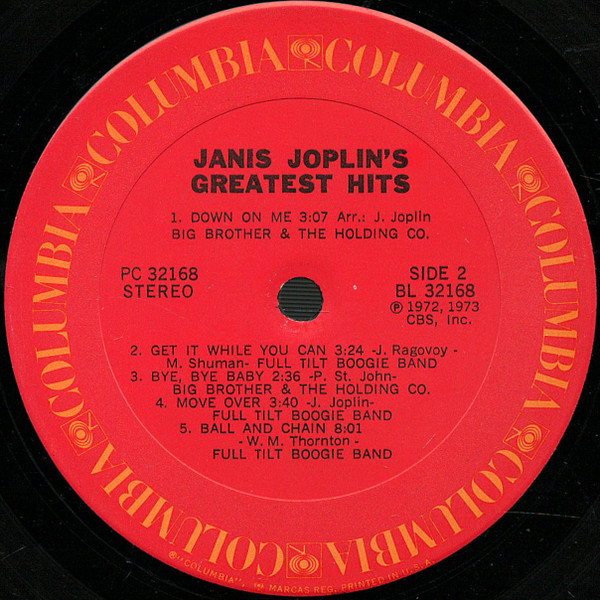 COLUMBIA COLUMBIA COLUMBIA COLUMBIA COLUMBIA COLUMBIA
JANIS JOPLIN'S
GREATEST HITS
1. DOWN ON ME 3:07 Arr.: J. Joplin
BIG BROTHER & THE HOLDING CO.
PC 32168
STEREO
SIDE 2
BL 32168
℗ 1972, 1973
CBS, Inc.
2. GET IT WHILE YOU CAN 3:24 -J. Ragovoy -
M. Shuman- FULL TILT BOOGIE BAND
3. BYE, BYE BABY 2:36 -P. St. John-
BIG BROTHER & THE HOLDING CO.
4. MOVE OVER 3:40 -J. Joplin-
FULL TILT BOOGIE BAND
5. BALL AND CHAIN 8:01
- W. M. Thornton -
FULL TILT BOOGIE BAND
®"COLUMBIA", MARCAS REG. PRINTED IN U.S.A.